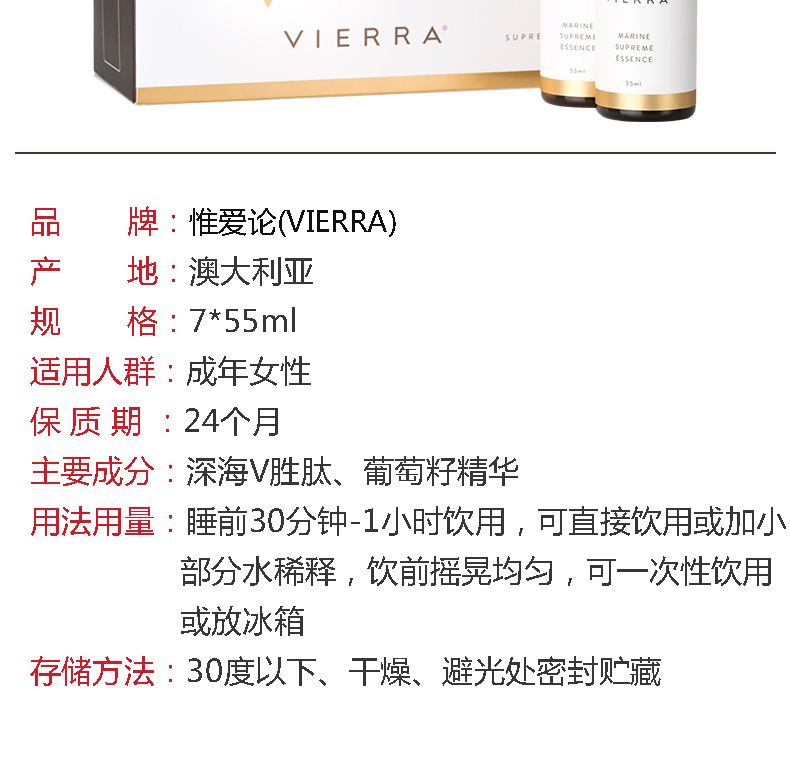 VIERRA®
SUPRE
MARINE
SUPREME
ESSENCE
55ml
VIERRA
MARINE
SUPREME
ESSENCE
55ml
品 牌：惟爱论(VIERRA)
产 地：澳大利亚
规 格：7*55ml
适用人群：成年女性
保 质 期 ：24个月
主要成分：深海V胜肽、葡萄籽精华
用法用量：睡前30分钟-1小时饮用，可直接饮用或加小
部分水稀释，饮前摇晃均匀，可一次性饮用
或放冰箱
存储方法：30度以下、干燥、避光处密封贮藏